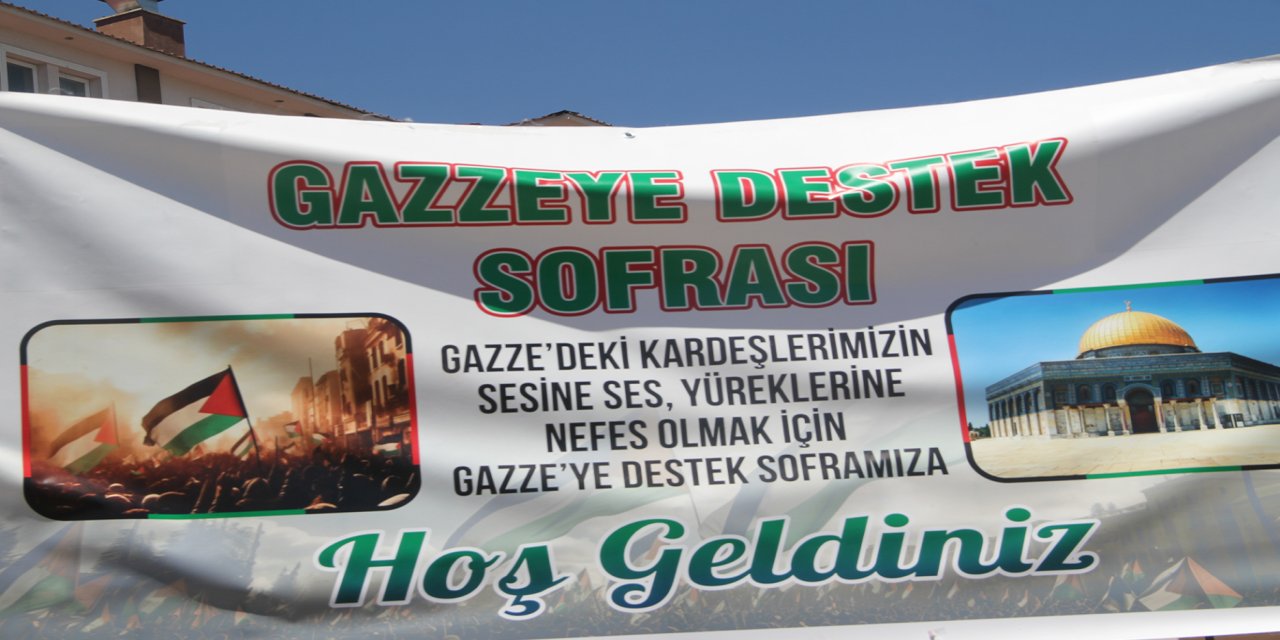 GAZZEYE DESTEK
SOFRASI
GAZZE'DEKİ KARDEŞLERİMİZİN
SESİNE SES, YÜREKLERİNE
NEFES OLMAK İÇİN
GAZZE'YE DESTEK SOFRAMIZA
Hoş Geldiniz